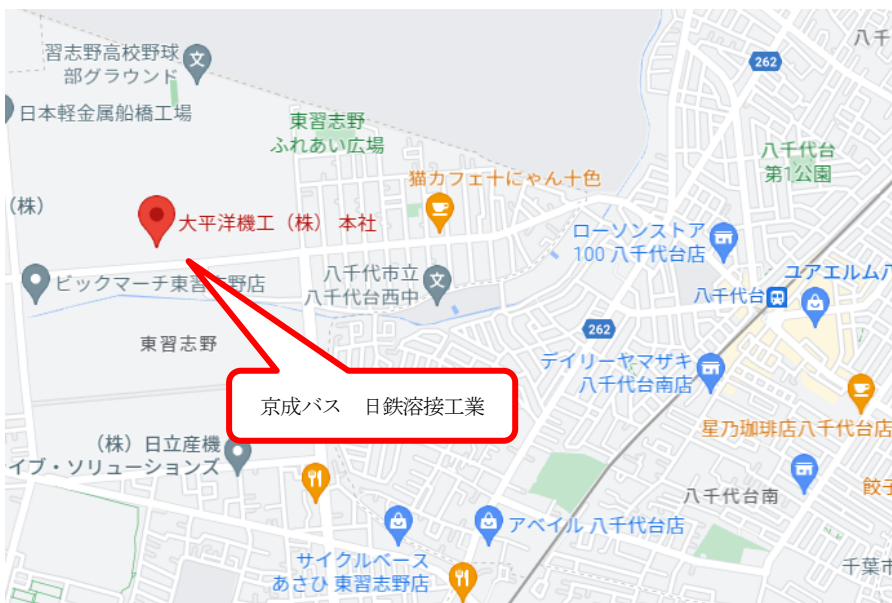 八千
262
習志野高校野球
部グラウンド
日本軽金属船橋工場
東習志野
ふれあい広場
八千代台
第1公園
猫カフェ十にゃん十色
(株)
大平洋機工(株) 本社
ローソンストア
100 八千代台店
ビックマーチ東習志野店
八千代市立
八千代台西中
ユアエルム八
八千代台
262
東習志野
デイリーヤマザキ
八千代台南店
京成バス 日鉄溶接工業
星乃珈琲店八千代台店
(株)日立産機
イブ・ソリューションズ
八千代台南
餃子
アベイル 八千代台店
サイクルベース
あさひ 東習志野店
千葉市